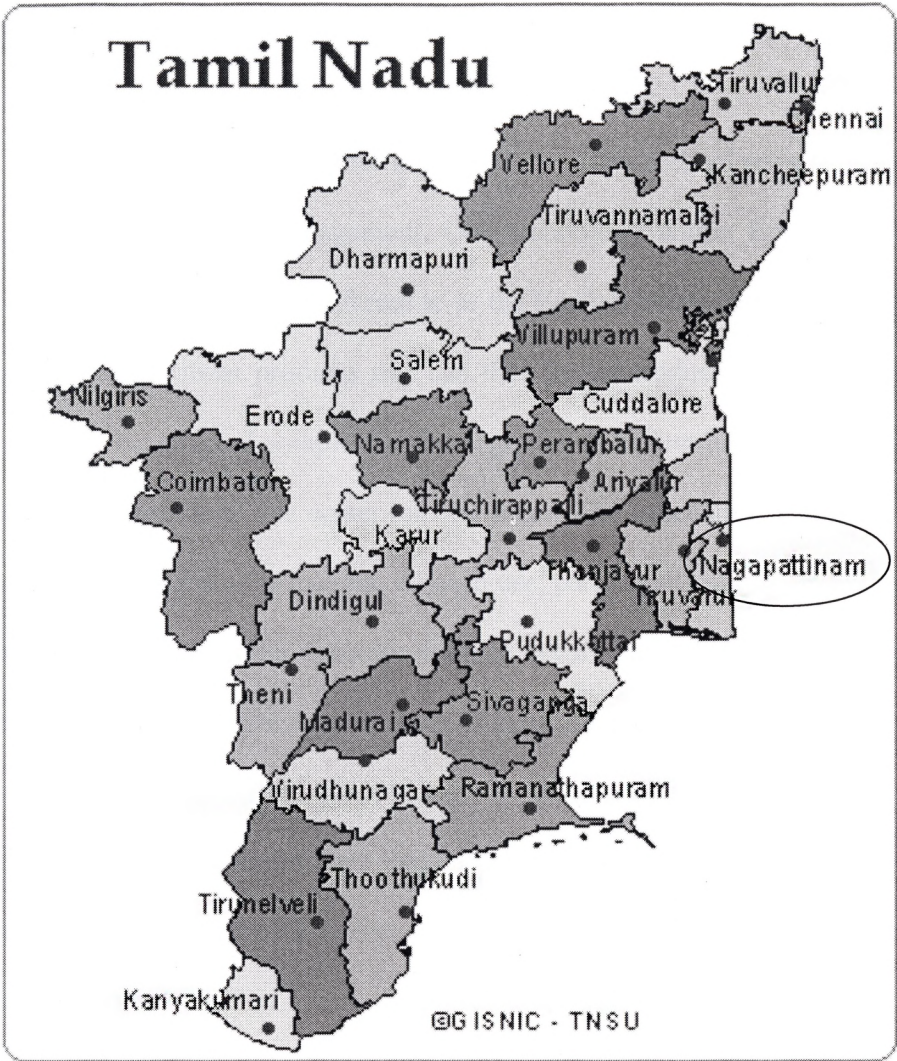 Tamil Nadu
Tiruvallur
Chennai
Vellore
Kancheepuram
Tiruvannamalai
Dharmapuri
Villupuram
Salem
Nilgiris
Erode
Cuddalore
Namakkal
Perambalur
Coimbatore
Ariyalur
Tiruchirappalli
Karur
Thanjavur
Nagapattinam
Tiruvarur
Dindigul
Pudukkottai
Theni
Madurai
Sivaganga
Virudhunagar
Ramanathapuram
Thoothukudi
Tirunelveli
Kanyakumari
©GISNIC - TNSU